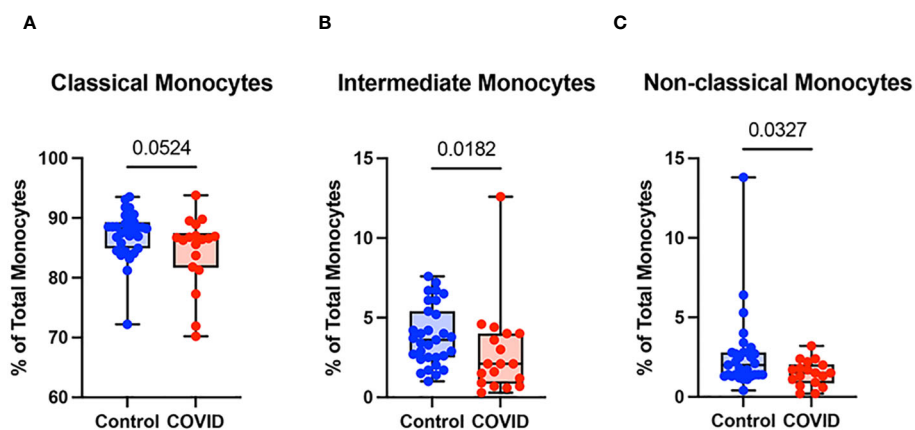 A
B
C
Classical Monocytes
Intermediate Monocytes
Non-classical Monocytes
0.0524
0.0182
0.0327
% of Total Monocytes
100
90
80
70
60
Control COVID
% of Total Monocytes
15
10
5
0
Control COVID
% of Total Monocytes
15
10
5
0
Control COVID